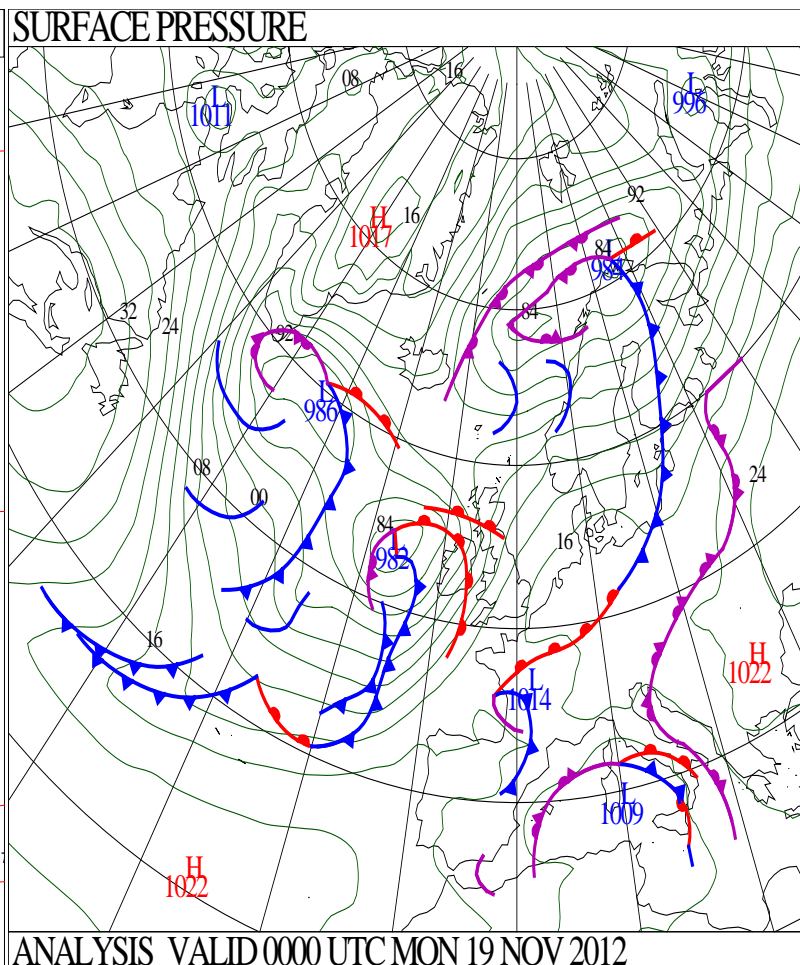 SURFACE PRESSURE
16
08
L
996
L
1011
92
16
H
1017
84
L
984
84
32
24
92
L
986
08
24
00
84
L
982
16
16
H
1022
L
1014
L
1009
H
1022
ANALYSIS VALID 0000 UTC MON 19 NOV 2012